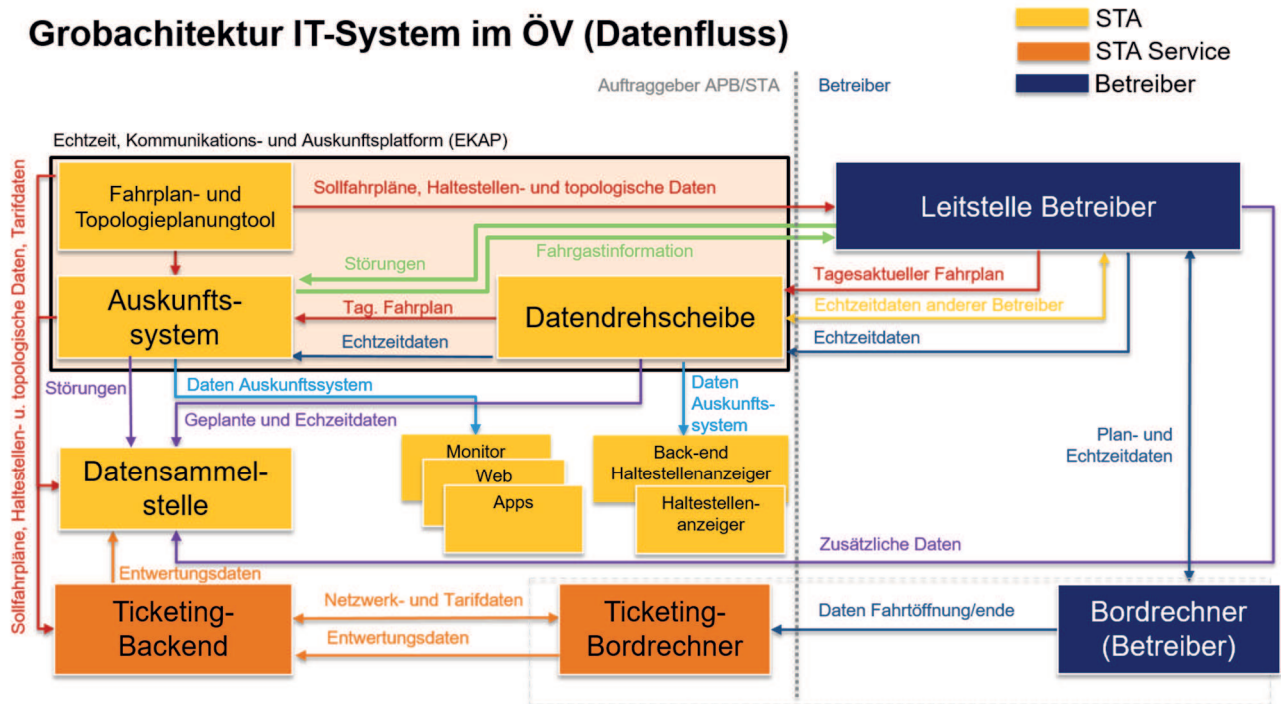 Grobachitektur IT-System im ÖV (Datenfluss)
STA
STA Service
Betreiber
Auftraggeber APB/STA
Betreiber
Echtzeit, Kommunikations- und Auskunftsplatform (EKAP)
Sollfahrpläne, Haltestellen- u. topologische Daten, Tarifdaten
Fahrplan- und
Topologieplanungtool
Sollfahrpläne, Haltestellen- und topologische Daten
Leitstelle Betreiber
Fahrgastinformation
Störungen
Tagesaktueller Fahrplan
Auskunfts-
system
Tag. Fahrplan
Datendrehscheibe
Echtzeitdaten anderer Betreiber
Echtzeitdaten
Echtzeitdaten
Störungen
Daten Auskunftssystem
Daten
Auskunfts-
system
Geplante und Echzeitdaten
Plan- und
Echtzeitdaten
Datensammel-
stelle
Monitor
Web
Apps
Back-end
Haltestellenanzeiger
Haltestellen-
anzeiger
Zusätzliche Daten
Entwertungsdaten
Ticketing-
Backend
Netzwerk- und Tarifdaten
Entwertungsdaten
Ticketing-
Bordrechner
Daten Fahrtöffnung/ende
Bordrechner
(Betreiber)